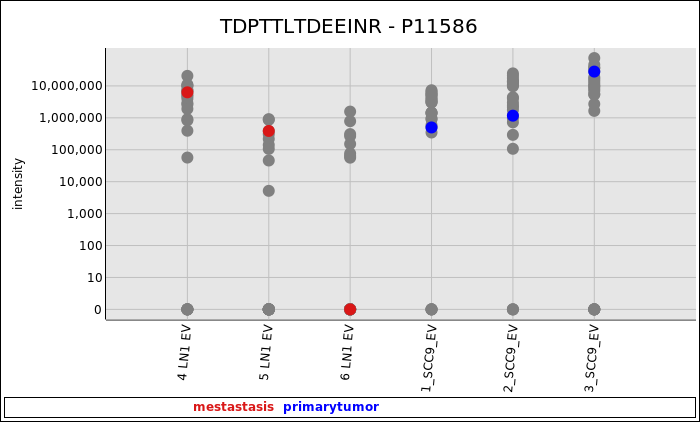 TDPTTLTDEEINR - P11586
intensity
10,000,000
1,000,000
100,000
10,000
1,000
100
10
0
4 LN1 EV
5 LN1 EV
6 LN1 EV
1_SCC9_EV
2_SCC9_EV
3_SCC9_EV
mestastasis primarytumor